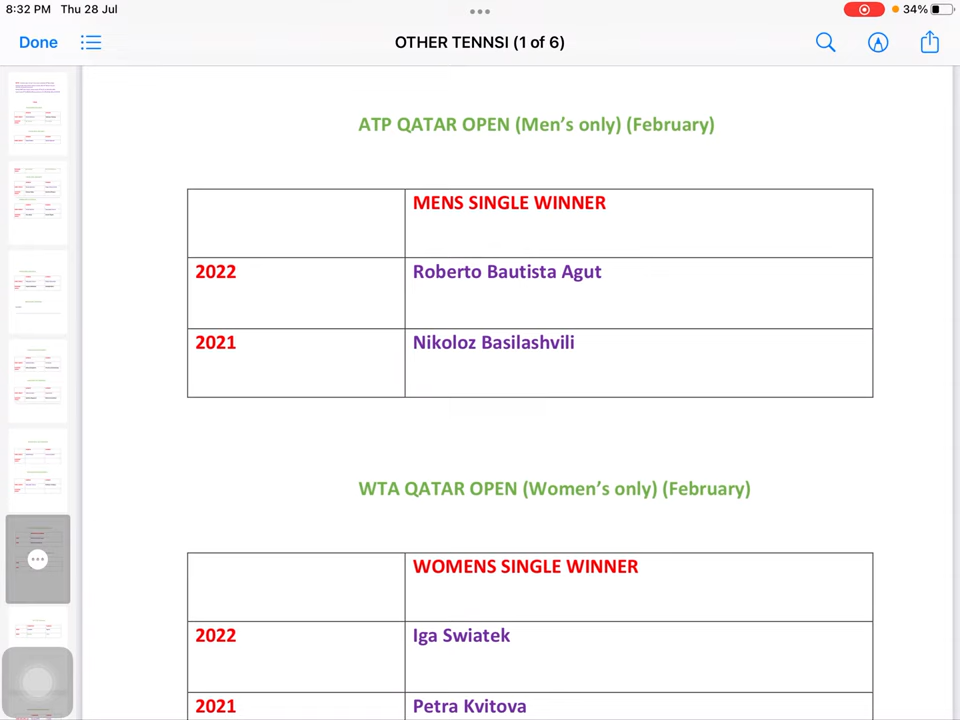 8:32 PM Thu 28 Jul
34%
Done
OTHER TENNSI (1 of 6)
ATP QATAR OPEN (Men’s only) (February)
MENS SINGLE WINNER
2022 Roberto Bautista Agut
2021 Nikoloz Basilashvili
WTA QATAR OPEN (Women’s only) (February)
WOMENS SINGLE WINNER
2022 Iga Swiatek
2021 Petra Kvitova